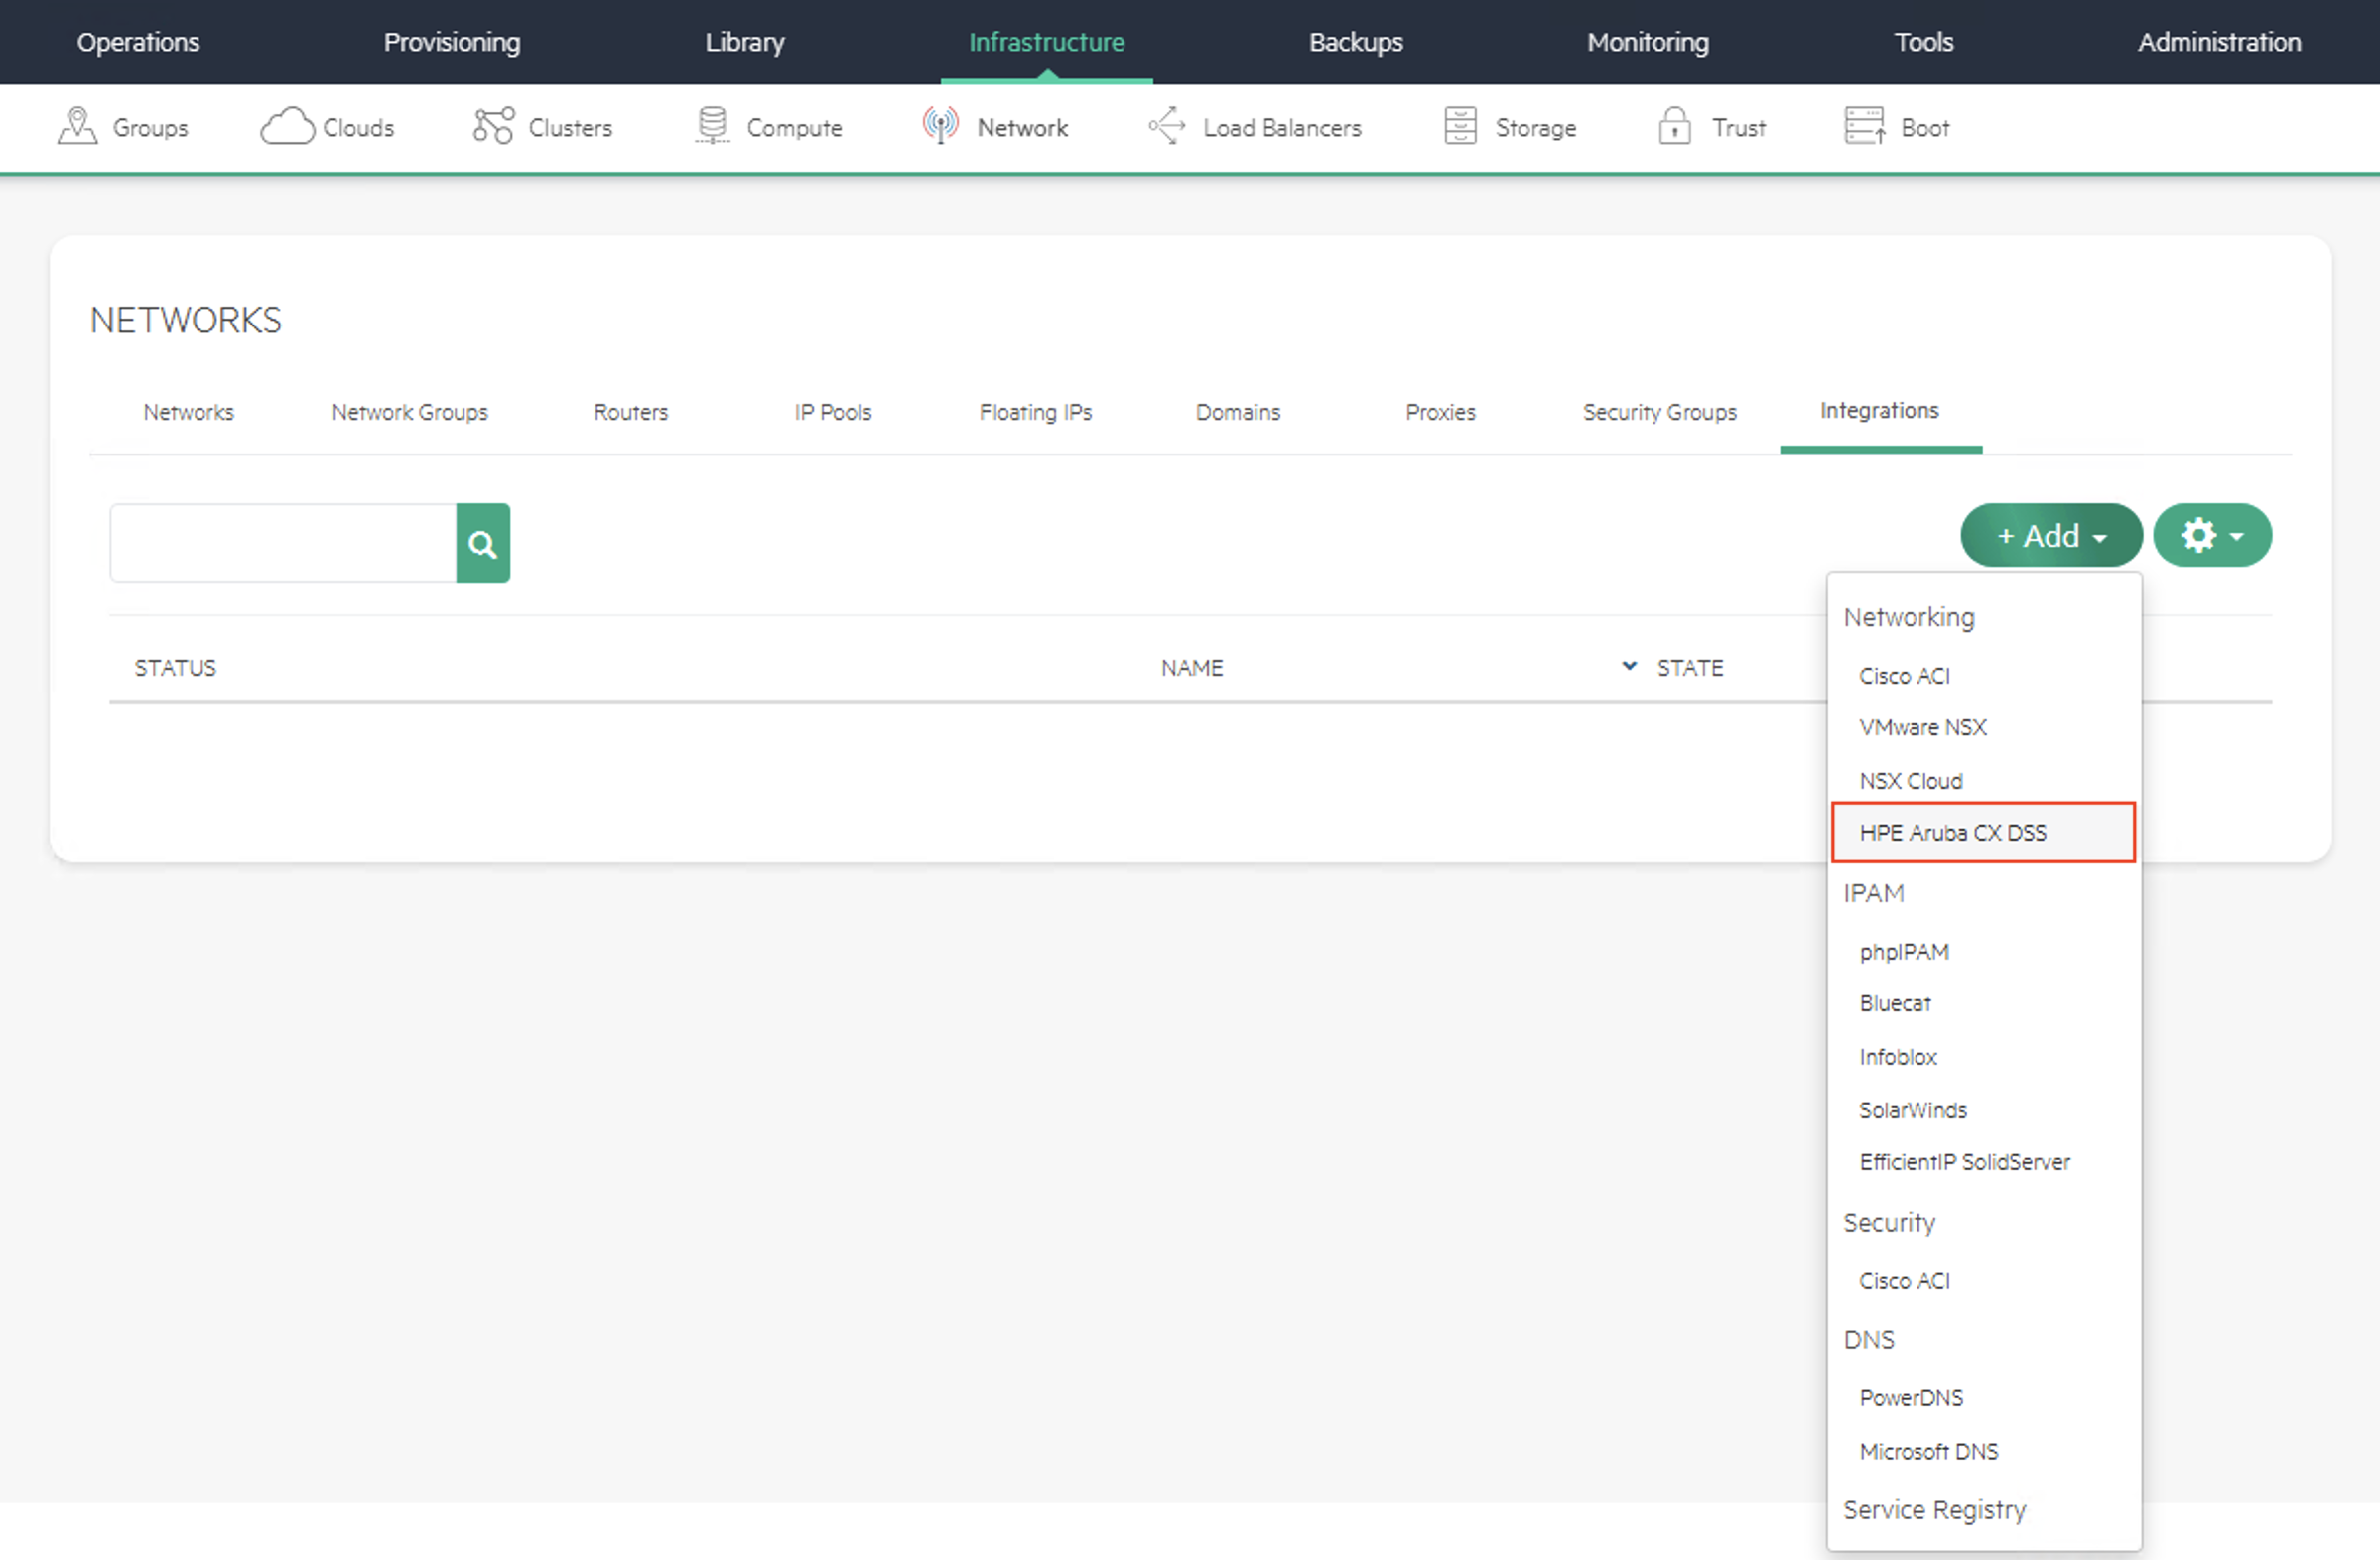 Operations Provisioning Library Infrastructure Backups Monitoring Tools Administration
Groups Clouds Clusters Compute Network Load Balancers Storage Trust Boot
NETWORKS
Networks Network Groups Routers IP Pools Floating IPs Domains Proxies Security Groups Integrations
+ Add
STATUS NAME STATE
Networking
Cisco ACI
VMware NSX
NSX Cloud
HPE Aruba CX DSS
IPAM
phpIPAM
Bluecat
Infoblox
SolarWinds
EfficientIP SolidServer
Security
Cisco ACI
DNS
PowerDNS
Microsoft DNS
Service Registry